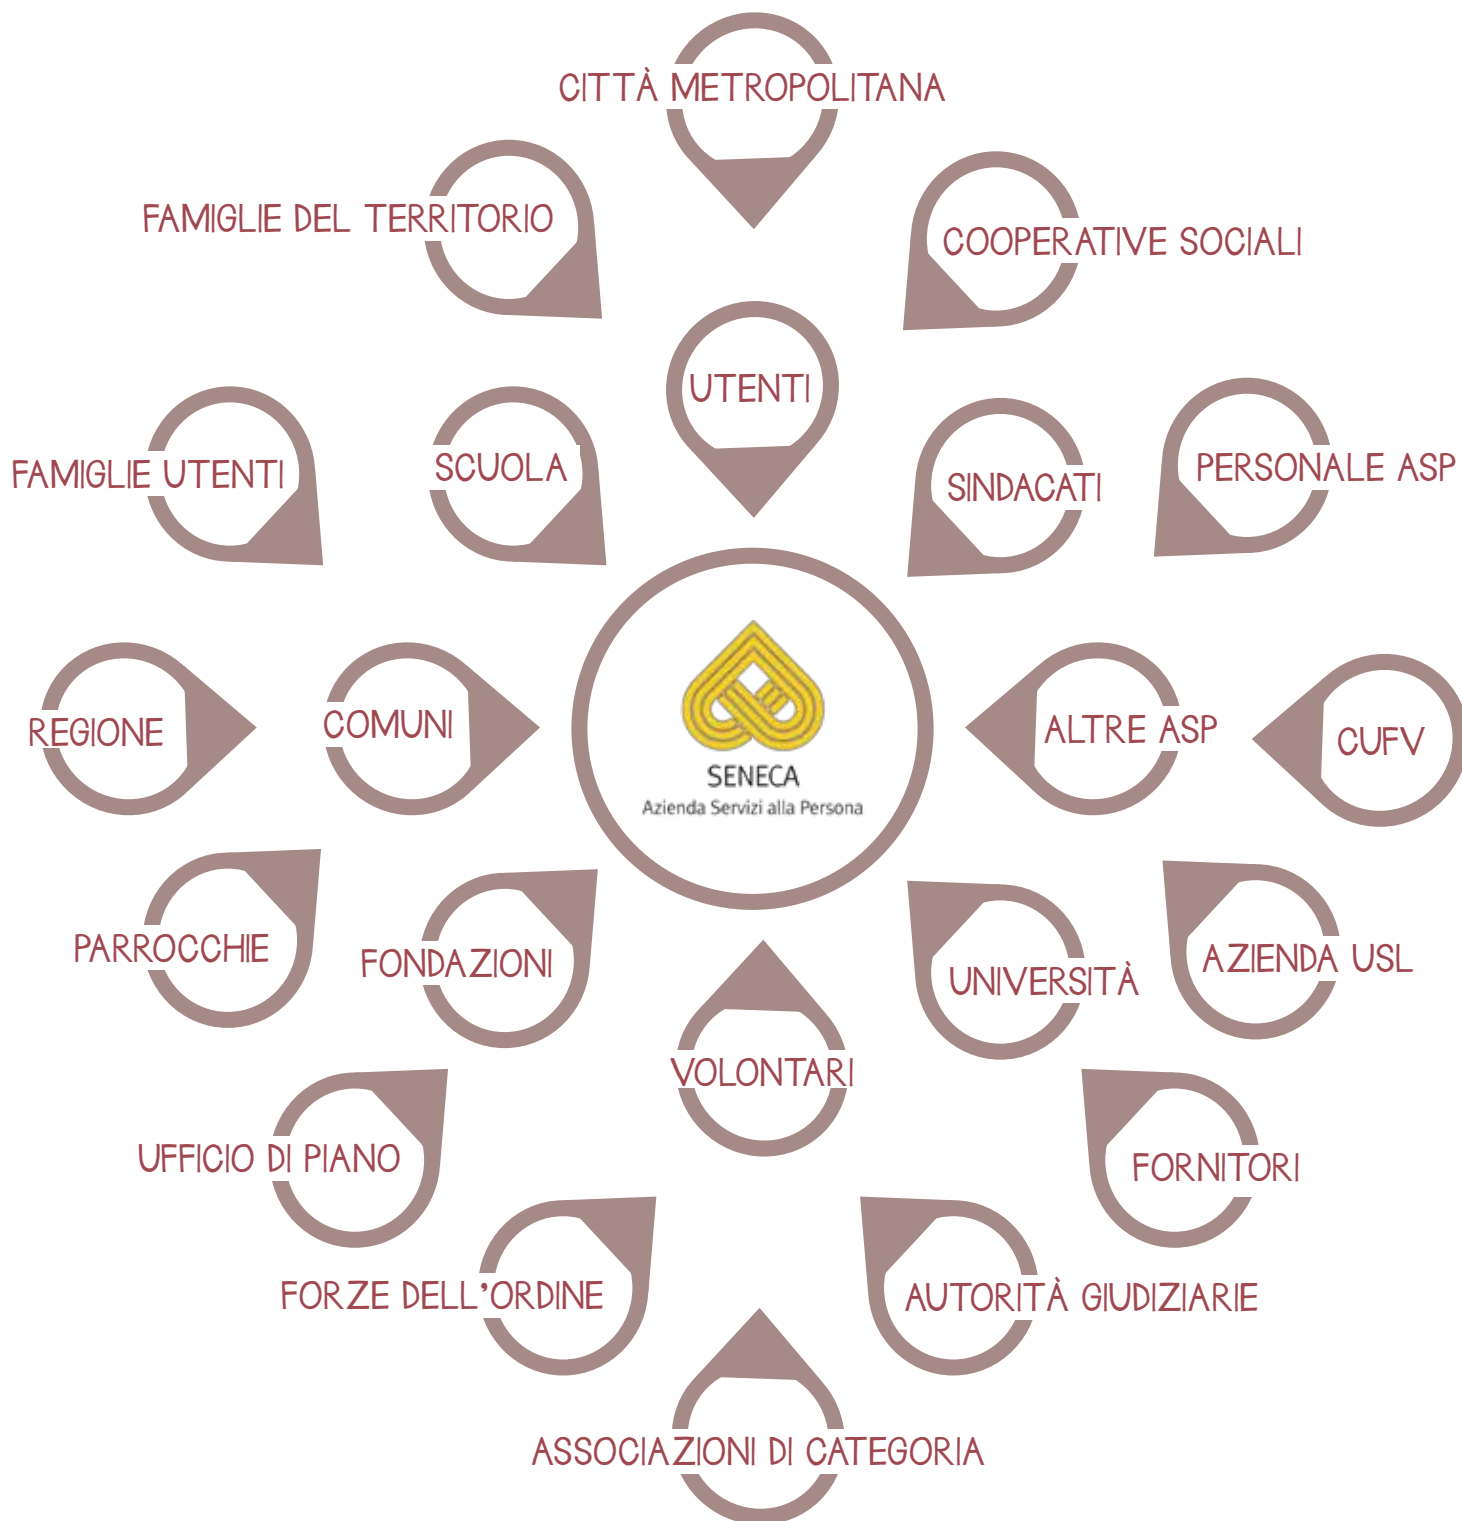 CITTÀ METROPOLITANA
FAMIGLIE DEL TERRITORIO
COOPERATIVE SOCIALI
UTENTI
FAMIGLIE UTENTI
SCUOLA
SINDACATI
PERSONALE ASP
REGIONE
COMUNI
SENECA
Azienda Servizi alla Persona
ALTRE ASP
CUFV
PARROCCHIE
FONDAZIONI
UNIVERSITÀ
AZIENDA USL
VOLONTARI
UFFICIO DI PIANO
FORNITORI
FORZE DELL'ORDINE
AUTORITÀ GIUDIZIARIE
ASSOCIAZIONI DI CATEGORIA